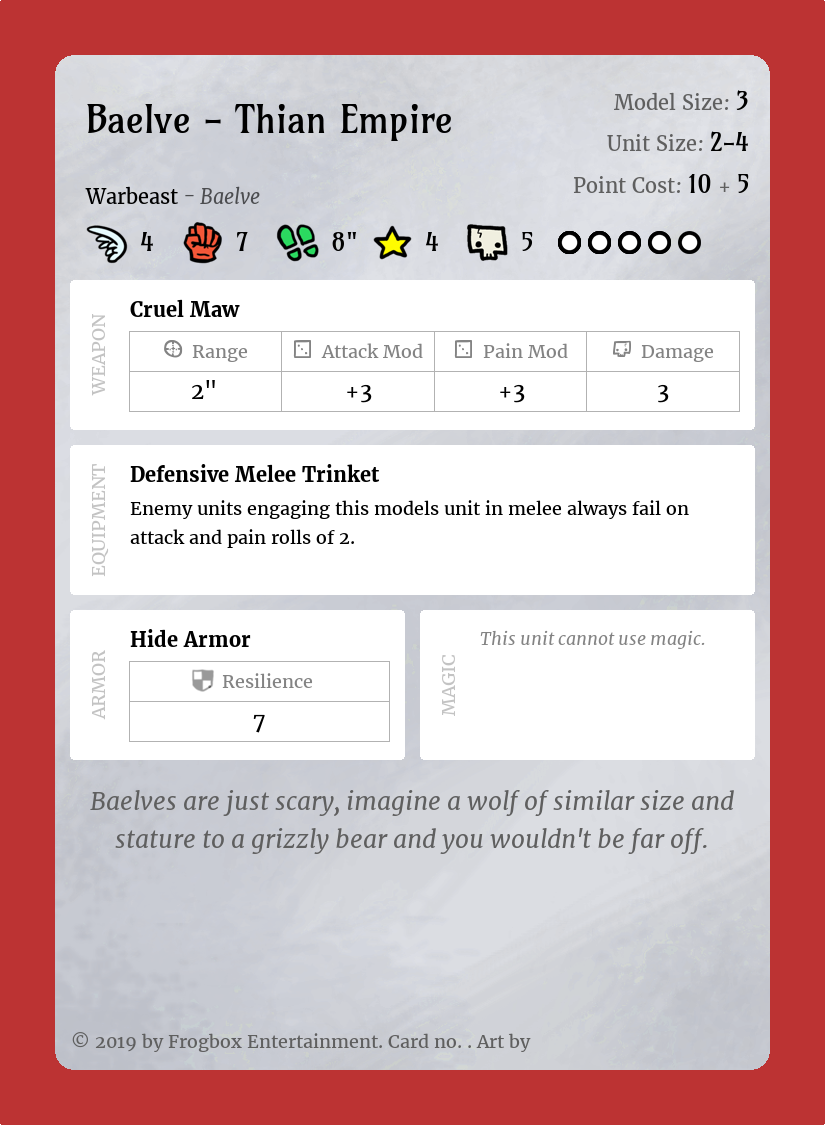 Baelve – Thian Empire
Model Size: 3
Unit Size: 2–4
Point Cost: 10 + 5
Warbeast – Baelve
4 7 8" 4 5
WEAPON
Cruel Maw
Range Attack Mod Pain Mod Damage
2" +3 +3 3
EQUIPMENT
Defensive Melee Trinket
Enemy units engaging this models unit in melee always fail on
attack and pain rolls of 2.
ARMOR
Hide Armor
Resilience
7
MAGIC
This unit cannot use magic.
Baelves are just scary, imagine a wolf of similar size and
stature to a grizzly bear and you wouldn't be far off.
© 2019 by Frogbox Entertainment. Card no. . Art by